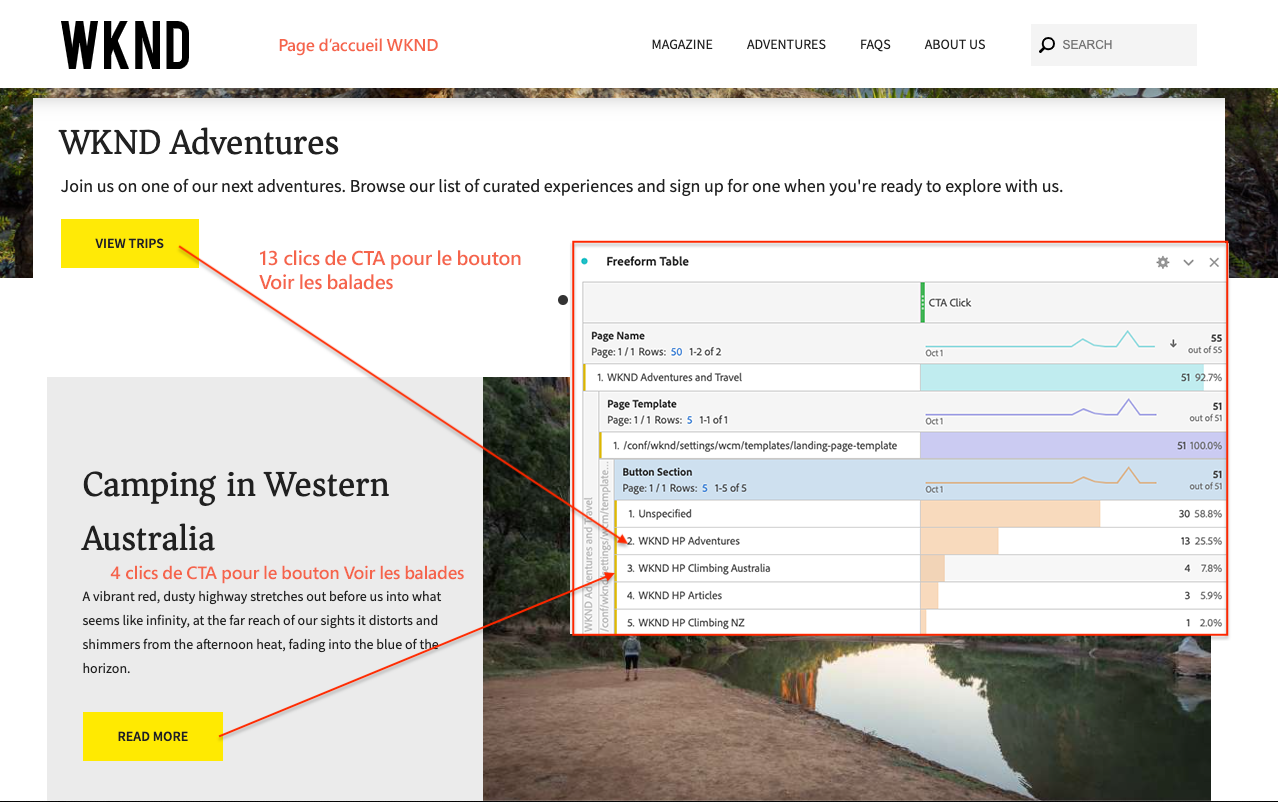 WKND
Page d’accueil WKND
MAGAZINE ADVENTURES FAQS ABOUT US SEARCH
WKND Adventures
Join us on one of our next adventures. Browse our list of curated experiences and sign up for one when you're ready to explore with us.
VIEW TRIPS
13 clics de CTA pour le bouton
Voir les balades
Freeform Table
CTA Click
Page Name
Page: 1 / 1 Rows: 50 1-2 of 2
Oct 1
55
out of 55
1. WKND Adventures and Travel 51 92.7%
Page Template
Page: 1 / 1 Rows: 5 1-1 of 1
Oct 1
51
out of 51
1. /conf/wknd/settings/wcm/templates/landing-page-template 51 100.0%
Button Section
Page: 1 / 1 Rows: 5 1-5 of 5
Oct 1
51
out of 51
1. Unspecified 30 58.8%
2. WKND HP Adventures 13 25.5%
3. WKND HP Climbing Australia 4 7.8%
4. WKND HP Articles 3 5.9%
5. WKND HP Climbing NZ 1 2.0%
WKND Adventures and Travel
/conf/wknd/settings/wcm/template...
Camping in Western
Australia
4 clics de CTA pour le bouton Voir les balades
A vibrant red, dusty highway stretches out before us into what
seems like infinity, at the far reach of our sights it distorts and
shimmers from the afternoon heat, fading into the blue of the
horizon.
READ MORE